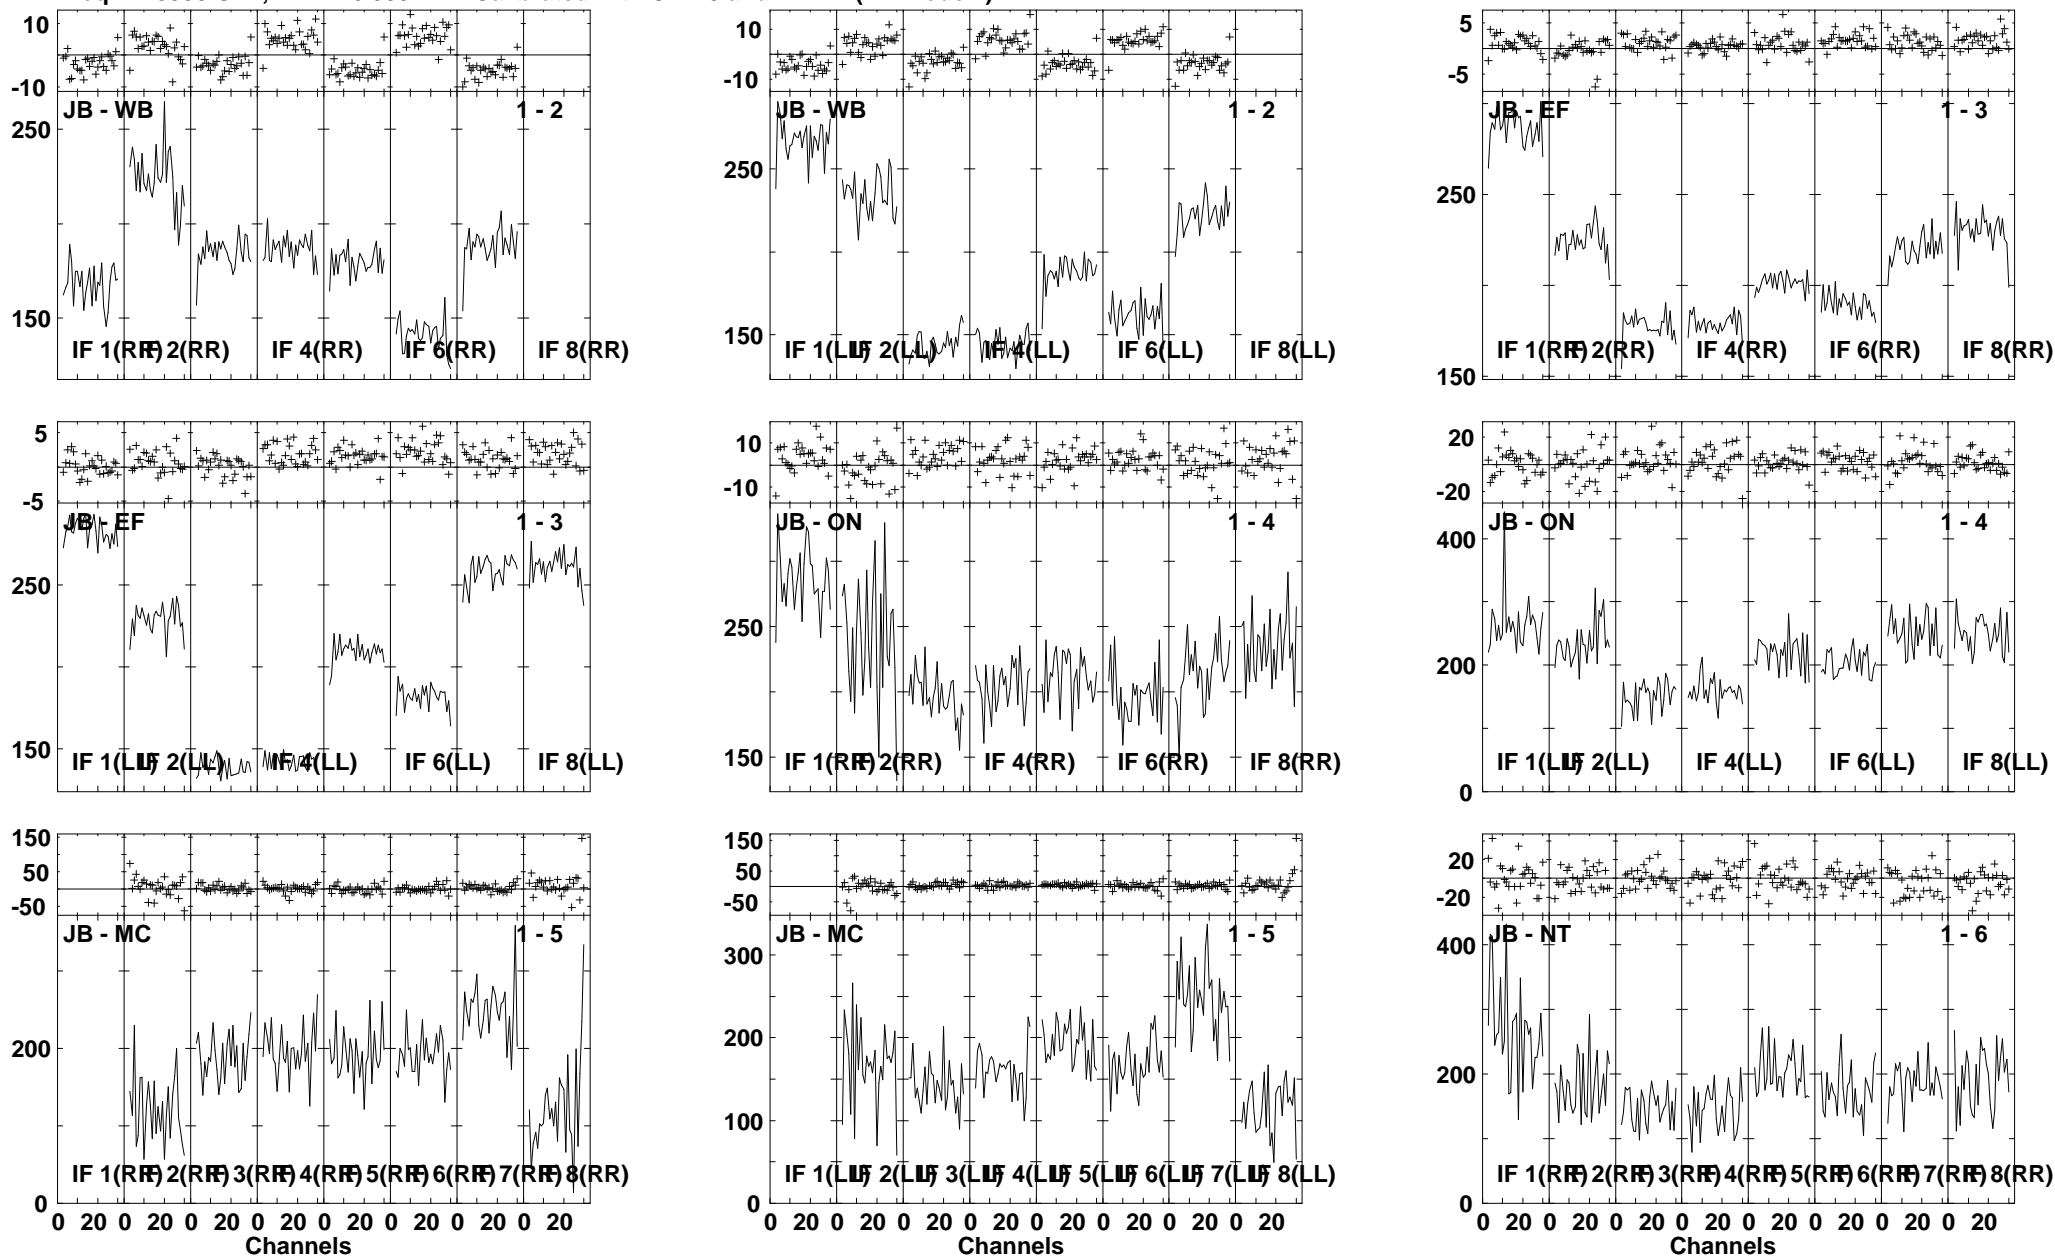 10
-10
JB - WB
1 - 2
250
150
IF 1(RR) IF 2(RR) IF 4(RR) IF 6(RR) IF 8(RR)
10
-10
JB - WB
1 - 2
250
150
IF 1(LL) IF 2(LL) IF 4(LL) IF 6(LL) IF 8(LL)
5
-5
JB - EF
1 - 3
250
150
IF 1(RR) IF 2(RR) IF 4(RR) IF 6(RR) IF 8(RR)
5
-5
JB - EF
1 - 3
250
150
IF 1(LL) IF 2(LL) IF 4(LL) IF 6(LL) IF 8(LL)
10
-10
JB - ON
1 - 4
250
150
IF 1(RR) IF 2(RR) IF 4(RR) IF 6(RR) IF 8(RR)
20
-20
JB - ON
1 - 4
400
200
0
IF 1(LL) IF 2(LL) IF 4(LL) IF 6(LL) IF 8(LL)
150
50
-50
JB - MC
1 - 5
200
0
IF 1(RR) IF 2(RR) IF 3(RR) IF 4(RR) IF 5(RR) IF 6(RR) IF 7(RR) IF 8(RR)
0 20 0 20 0 20 0 20 0 20 0 20 0 20 0 20
Channels
150
50
-50
JB - MC
1 - 5
300
200
100
0
IF 1(LL) IF 2(LL) IF 3(LL) IF 4(LL) IF 5(LL) IF 6(LL) IF 7(LL) IF 8(LL)
0 20 0 20 0 20 0 20 0 20 0 20 0 20 0 20
Channels
20
-20
JB - NT
1 - 6
400
200
0
IF 1(RR) IF 2(RR) IF 3(RR) IF 4(RR) IF 5(RR) IF 6(RR) IF 7(RR) IF 8(RR)
0 20 0 20 0 20 0 20 0 20 0 20 0 20 0 20
Channels